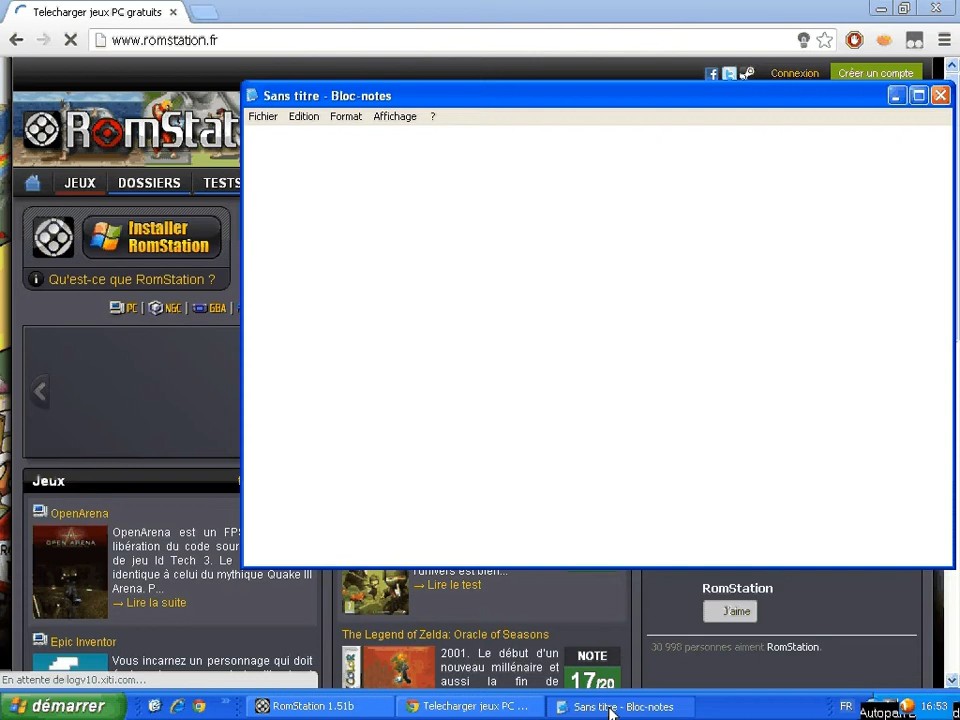 Telecharger jeux PC gratuits
www.romstation.fr
Connexion
Créer un compte
Sans titre - Bloc-notes
Fichier Edition Format Affichage ?
RomStat
JEUX DOSSIERS TESTS
Installer
RomStation
Qu'est-ce que RomStation ?
PC | NGC | GBA |
Jeux
OpenArena
OpenArena est un FPS
libération du code sour
de jeu Id Tech 3. Le
identique à celui du mythique Quake III
Arena. P...
→ Lire la suite
Epic Inventor
Vous incarnez un personnage qui doit
l'univers est bien...
→ Lire le test
The Legend of Zelda: Oracle of Seasons
2001. Le début d'un
nouveau millénaire et
aussi la fin de
NOTE
17/20
RomStation
J'aime
30 998 personnes aiment RomStation.
En attente de logv10.xiti.com...
démarrer
RomStation 1.51b
Telecharger jeux PC ...
Sans titre - Bloc-notes
FR
16:53